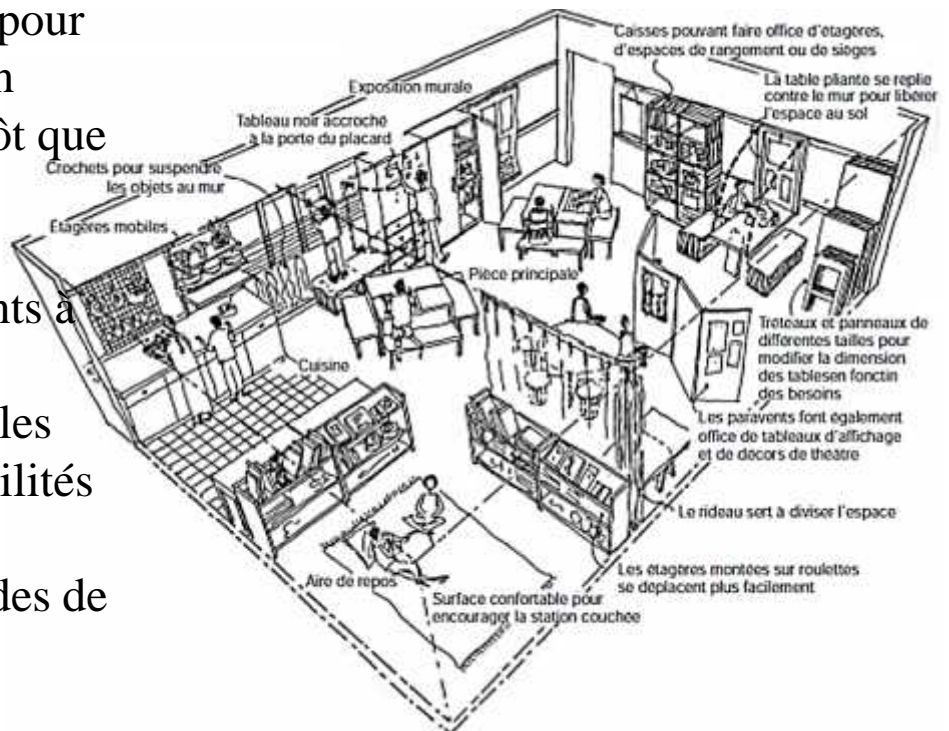 pour
n
ôt que
nts à
les
ilités
des de
Caisses pouvant faire office d'étagères,
d'espaces de rangement ou de sièges
La table pliante se replie
contre le mur pour libérer
l'espace au sol
Exposition murale
Tableau noir accroché
à la porte du placard
Crochets pour suspendre
les objets au mur
Etagères mobiles
Pièce principale
Cuisine
Tréteaux et panneaux de
différentes tailles pour
modifier la dimension
des tablesen fonctin
des besoins
Les paravents font également
office de tableaux d'affichage
et de décors de théâtre
Le rideau sert à diviser l'espace
Les étagères montées sur roulettes
se déplacent plus facilement
Aire de repos
Surface confortable pour
encourager la station couchée